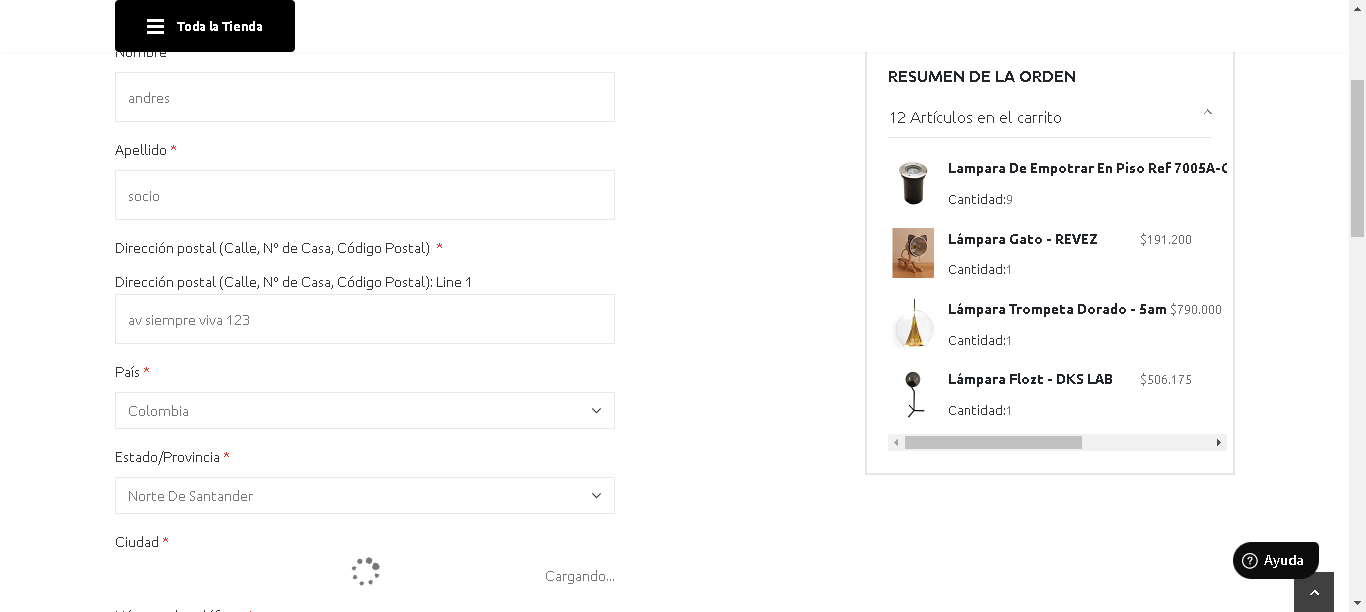 Toda la Tienda
Nombre
andres
Apellido *
socio
Dirección postal (Calle, Nº de Casa, Código Postal) *
Dirección postal (Calle, Nº de Casa, Código Postal): Line 1
av siempre viva 123
País *
Colombia
Estado/Provincia *
Norte De Santander
Ciudad *
Cargando...
RESUMEN DE LA ORDEN
12 Artículos en el carrito
Lampara De Empotrar En Piso Ref 7005A-
Cantidad:9
Lámpara Gato - REVEZ $191.200
Cantidad:1
Lámpara Trompeta Dorado - 5am $790.000
Cantidad:1
Lámpara Flozt - DKS LAB $506.175
Cantidad:1
Ayuda